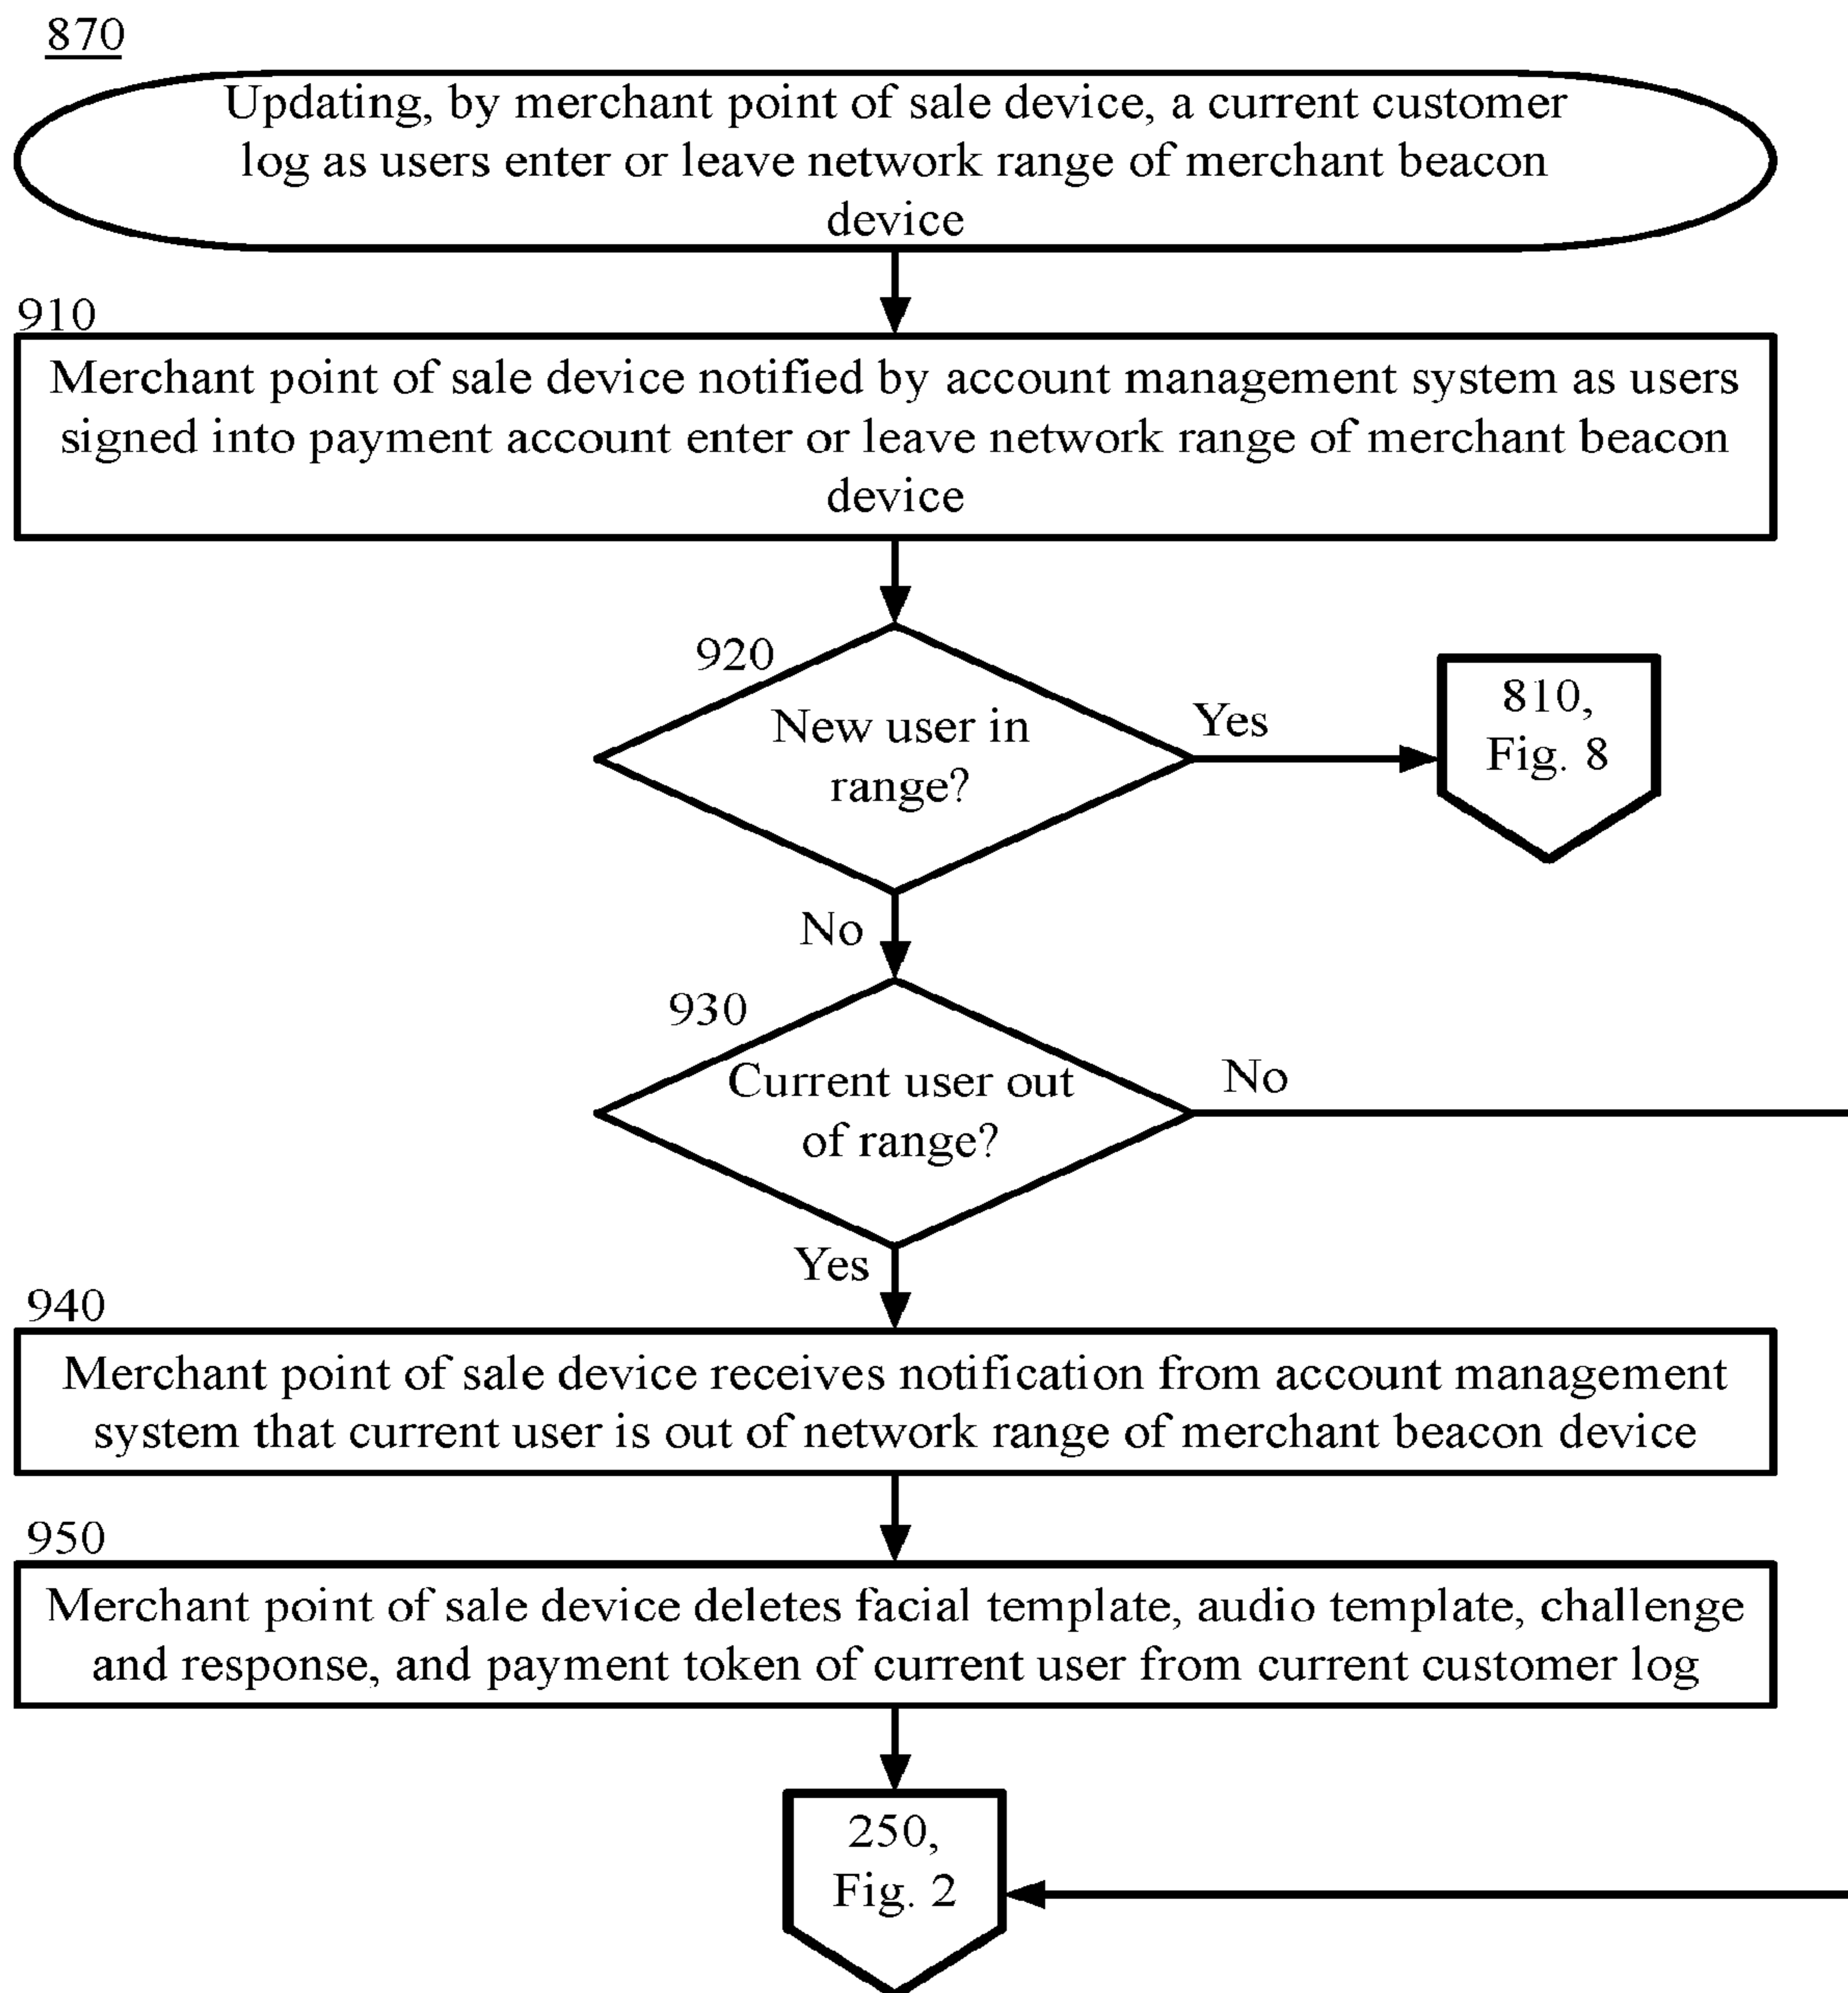 870
Updating, by merchant point of sale device, a current customer
log as users enter or leave network range of merchant beacon
device
910
Merchant point of sale device notified by account management system as users
signed into payment account enter or leave network range of merchant beacon
device
920
New user in
range?
Yes
810,
Fig. 8
No
930
Current user out
of range?
No
Yes
940
Merchant point of sale device receives notification from account management
system that current user is out of network range of merchant beacon device
950
Merchant point of sale device deletes facial template, audio template, challenge
and response, and payment token of current user from current customer log
250,
Fig. 2